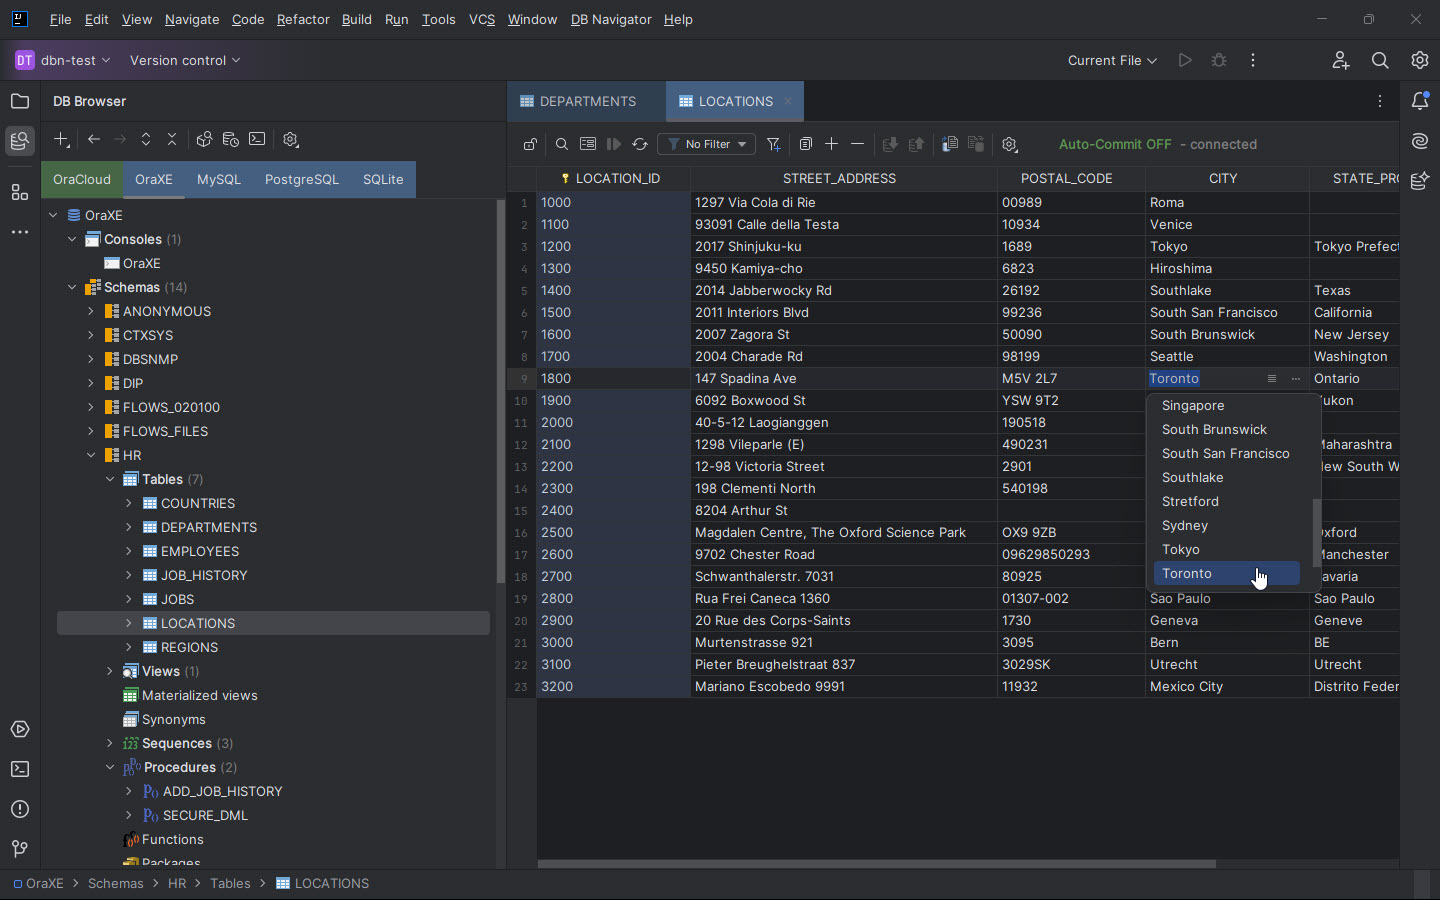 File Edit View Navigate Code Refactor Build Run Tools VCS Window DB Navigator Help
DT dbn-test Version control Current File
DB Browser
DEPARTMENTS LOCATIONS
No Filter Auto-Commit OFF - connected
OraCloud OraXE MySQL PostgreSQL SQLite
OraXE
Consoles (1)
OraXE
Schemas (14)
ANONYMOUS
CTXSYS
DBSNMP
DIP
FLOWS_020100
FLOWS_FILES
HR
Tables (7)
COUNTRIES
DEPARTMENTS
EMPLOYEES
JOB_HISTORY
JOBS
LOCATIONS
REGIONS
Views (1)
Materialized views
Synonyms
Sequences (3)
Procedures (2)
ADD_JOB_HISTORY
SECURE_DML
Functions
Packages
LOCATION_ID STREET_ADDRESS POSTAL_CODE CITY STATE_PRO
1 1000 1297 Via Cola di Rie 00989 Roma
2 1100 93091 Calle della Testa 10934 Venice
3 1200 2017 Shinjuku-ku 1689 Tokyo Tokyo Prefect
4 1300 9450 Kamiya-cho 6823 Hiroshima
5 1400 2014 Jabberwocky Rd 26192 Southlake Texas
6 1500 2011 Interiors Blvd 99236 South San Francisco California
7 1600 2007 Zagora St 50090 South Brunswick New Jersey
8 1700 2004 Charade Rd 98199 Seattle Washington
9 1800 147 Spadina Ave M5V 2L7 Toronto Ontario
10 1900 6092 Boxwood St YSW 9T2 Yukon
11 2000 40-5-12 Laogianggen 190518
12 2100 1298 Vileparle (E) 490231 Maharashtra
13 2200 12-98 Victoria Street 2901 New South W
14 2300 198 Clementi North 540198
15 2400 8204 Arthur St
16 2500 Magdalen Centre, The Oxford Science Park OX9 9ZB Oxford
17 2600 9702 Chester Road 09629850293 Manchester
18 2700 Schwanthalerstr. 7031 80925 Bavaria
19 2800 Rua Frei Caneca 1360 01307-002 Sao Paulo Sao Paulo
20 2900 20 Rue des Corps-Saints 1730 Geneva Geneve
21 3000 Murtenstrasse 921 3095 Bern BE
22 3100 Pieter Breughelstraat 837 3029SK Utrecht Utrecht
23 3200 Mariano Escobedo 9991 11932 Mexico City Distrito Feder
Singapore
South Brunswick
South San Francisco
Southlake
Stretford
Sydney
Tokyo
Toronto
OraXE > Schemas > HR > Tables > LOCATIONS